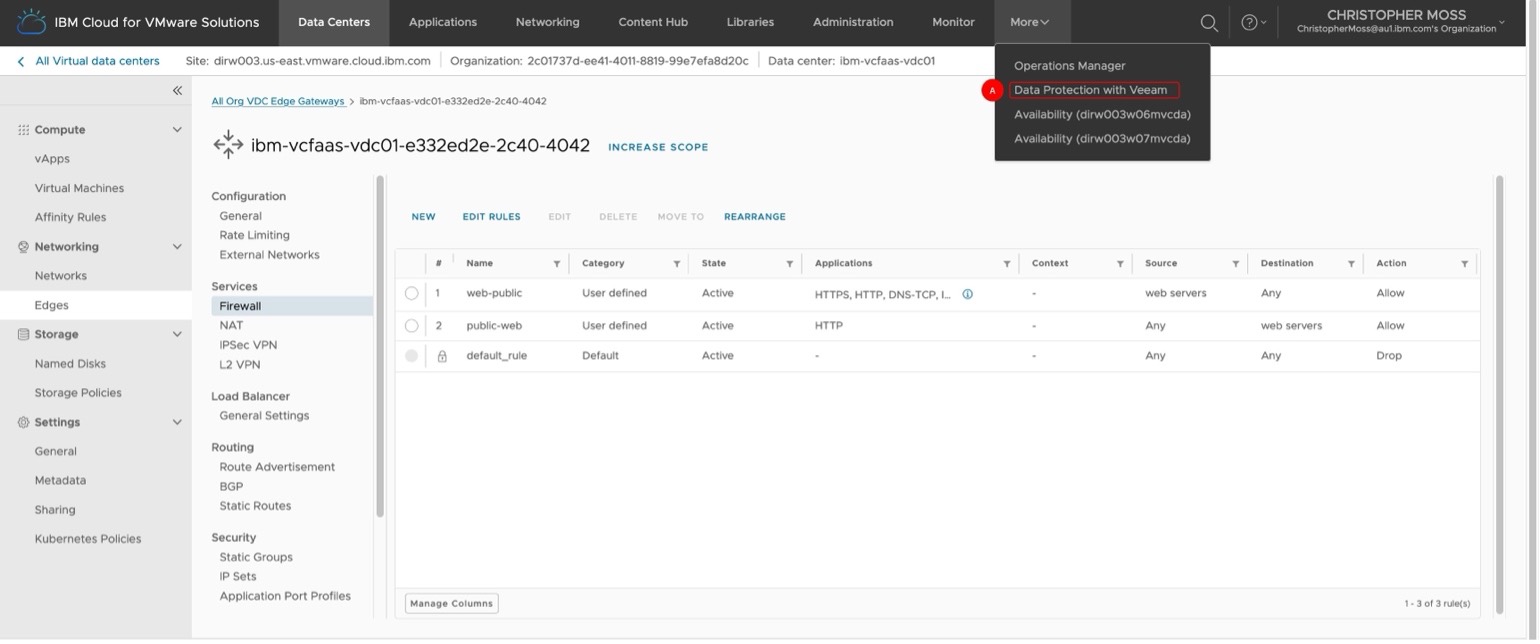 IBM Cloud for VMware Solutions
Data Centers
Applications
Networking
Content Hub
Libraries
Administration
Monitor
More
CHRISTOPHER MOSS
ChristopherMoss@au1.ibm.com's Organization
All Virtual data centers
Site: dirw003.us-east.vmware.cloud.ibm.com
Organization: 2c01737d-ee41-4011-8819-99e7efa8d20c
Data center: ibm-vcfaas-vdc01
Operations Manager
A
Data Protection with Veeam
Availability (dirw003w06mvcda)
Availability (dirw003w07mvcda)
Compute
vApps
Virtual Machines
Affinity Rules
Networking
Networks
Edges
Storage
Named Disks
Storage Policies
Settings
General
Metadata
Sharing
Kubernetes Policies
All Org VDC Edge Gateways > ibm-vcfaas-vdc01-e332ed2e-2c40-4042
ibm-vcfaas-vdc01-e332ed2e-2c40-4042
INCREASE SCOPE
Configuration
General
Rate Limiting
External Networks
Services
Firewall
NAT
IPSec VPN
L2 VPN
Load Balancer
General Settings
Routing
Route Advertisement
BGP
Static Routes
Security
Static Groups
IP Sets
Application Port Profiles
NEW EDIT RULES EDIT DELETE MOVE TO REARRANGE
# Name Category State Applications Context Source Destination Action
1 web-public User defined Active HTTPS, HTTP, DNS-TCP, I... - web servers Any Allow
2 public-web User defined Active HTTP - Any web servers Allow
default_rule Default Active - - Any Any Drop
Manage Columns
1 - 3 of 3 rule(s)